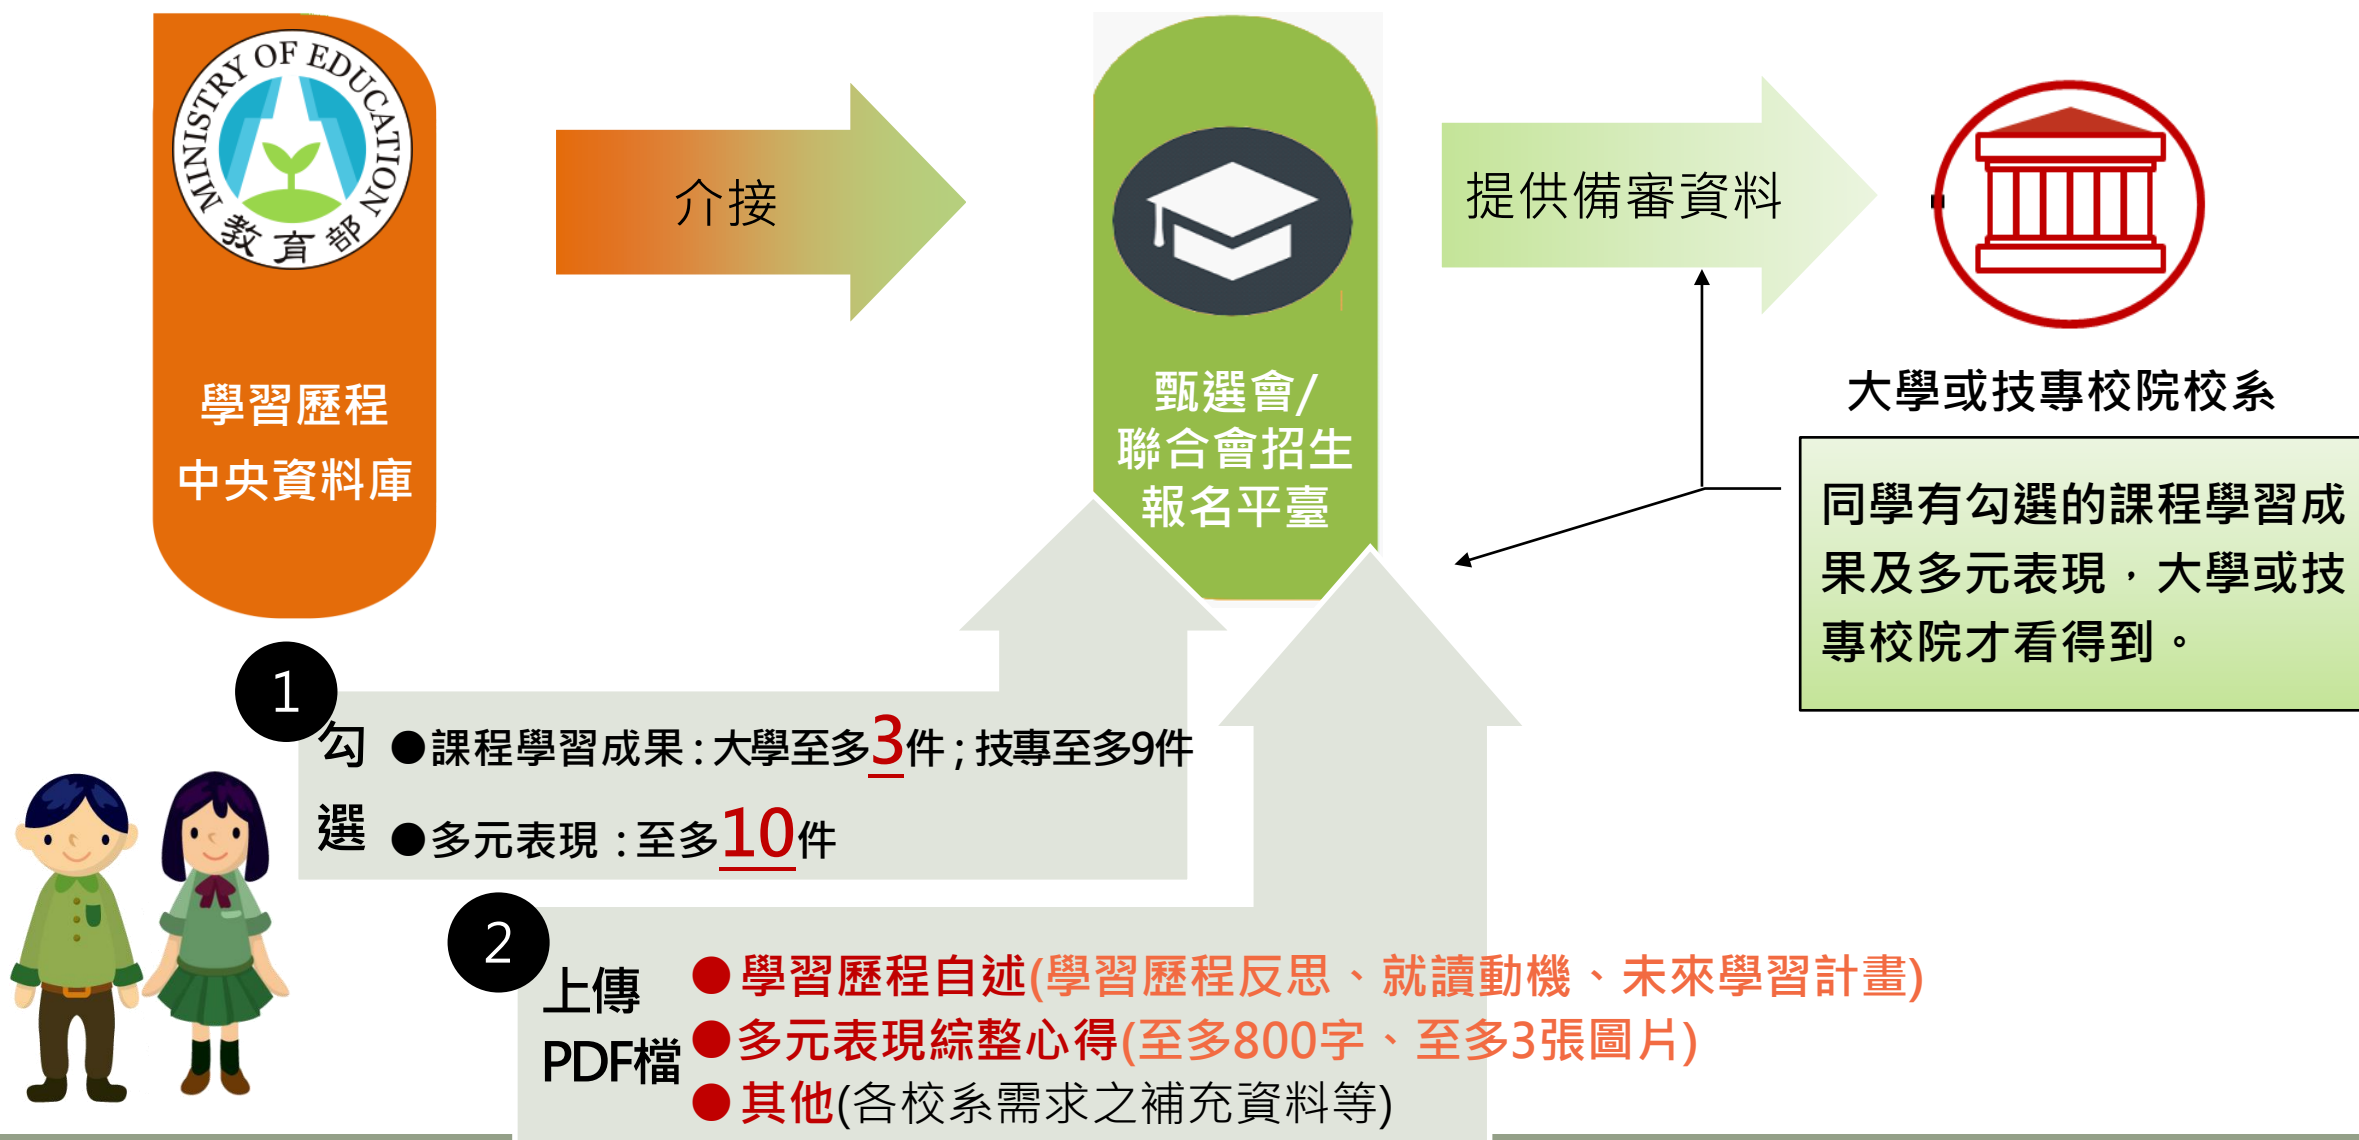 MINISTRY OF EDUCATION
教育部
學習歷程
中央資料庫
介接
甄選會/
聯合會招生
報名平臺
提供備審資料
大學或技專校院校系
同學有勾選的課程學習成
果及多元表現，大學或技
專校院才看得到。
1
勾選
●課程學習成果:大學至多3件;技專至多9件
●多元表現:至多10件
2
上傳
PDF檔
●學習歷程自述(學習歷程反思、就讀動機、未來學習計畫)
●多元表現綜整心得(至多800字、至多3張圖片)
●其他(各校系需求之補充資料等)